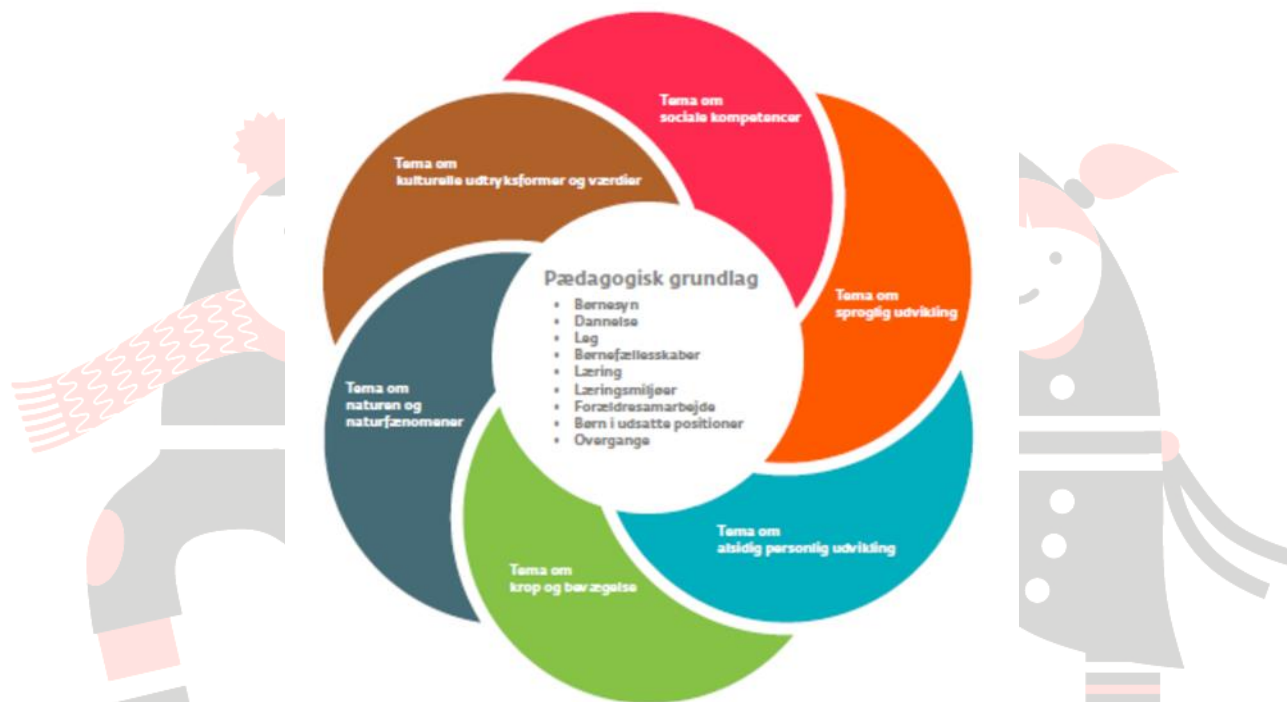 Tema om
sociale kompetencer
Tema om
kulturelle udtryksformer og værdier
Tema om
sproglig udvikling
Pædagogisk grundlag
• Børnesyn
• Dannelse
• Leg
• Børnefællesskaber
• Læring
• Læringsmiljøer
• Forældresamarbejde
• Børn i udsatte positioner
• Overgange
Tema om
naturen og
naturfænomener
Tema om
alsidig personlig udvikling
Tema om
krop og bevægelse